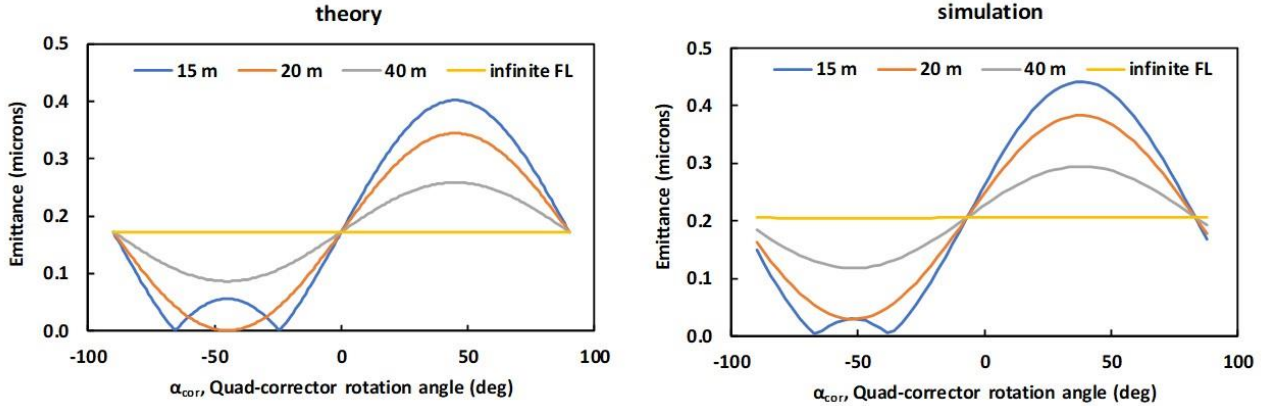 theory
0.5
0.4
0.3
0.2
0.1
0.0
Emittance (microns)
15 m 20 m 40 m infinite FL
-100 -50 0 50 100
αcor, Quad-corrector rotation angle (deg)
simulation
0.5
0.4
0.3
0.2
0.1
0.0
Emittance (microns)
15 m 20 m 40 m infinite FL
-100 -50 0 50 100
αcor, Quad-corrector rotation angle (deg)